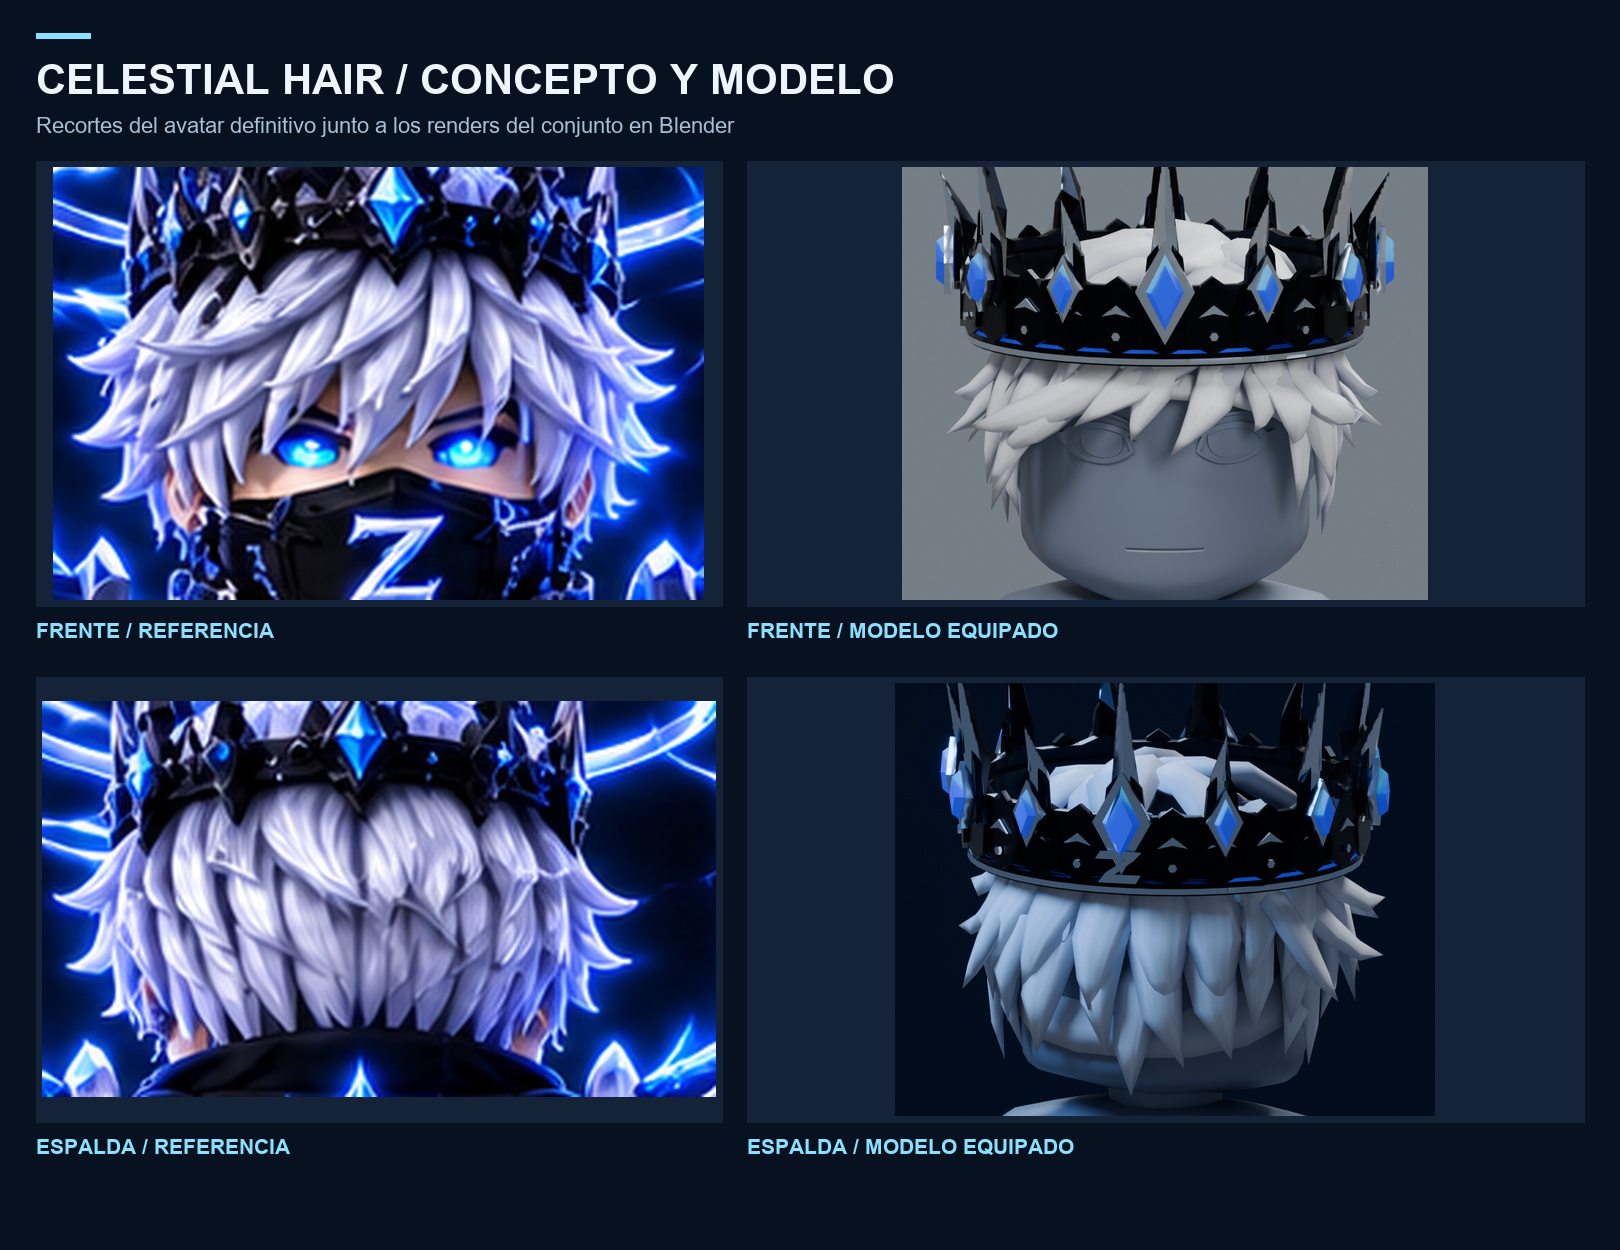 CELESTIAL HAIR / CONCEPTO Y MODELO
Recortes del avatar definitivo junto a los renders del conjunto en Blender
Z
FRENTE / REFERENCIA
FRENTE / MODELO EQUIPADO
Z
ESPALDA / REFERENCIA
ESPALDA / MODELO EQUIPADO